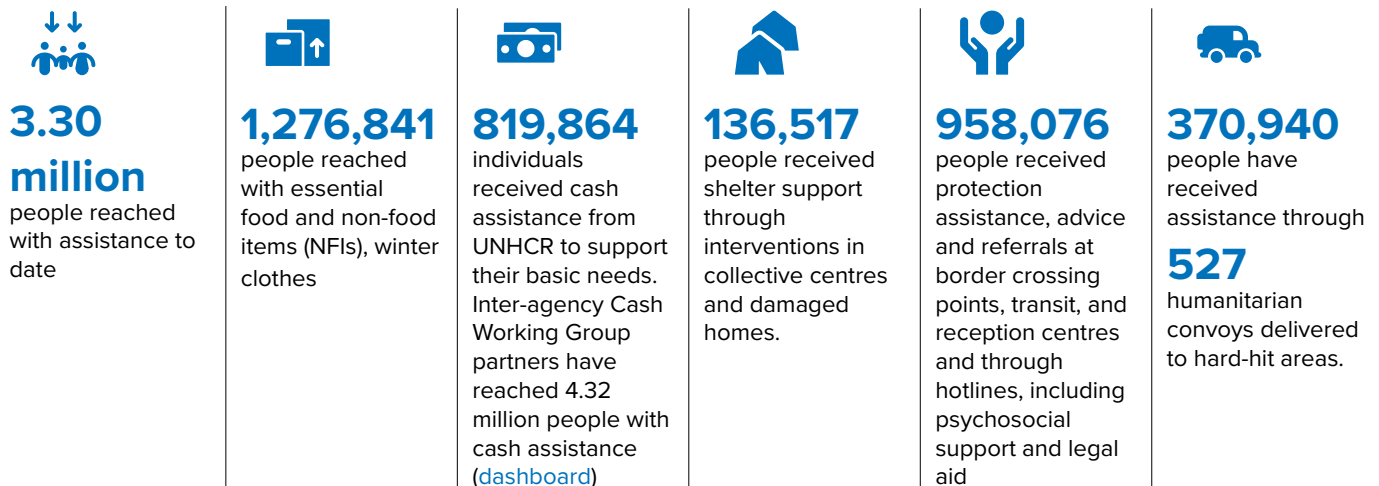 3.30
million
people reached
with assistance to
date
1,276,841
people reached
with essential
food and non-food
items (NFIs), winter
clothes
819,864
individuals
received cash
assistance from
UNHCR to support
their basic needs.
Inter-agency Cash
Working Group
partners have
reached 4.32
million people with
cash assistance
(dashboard)
136,517
people received
shelter support
through
interventions in
collective centres
and damaged
homes.
958,076
people received
protection
assistance, advice
and referrals at
border crossing
points, transit, and
reception centres
and through
hotlines, including
psychosocial
support and legal
aid
370,940
people have
received
assistance through
527
humanitarian
convoys delivered
to hard-hit areas.